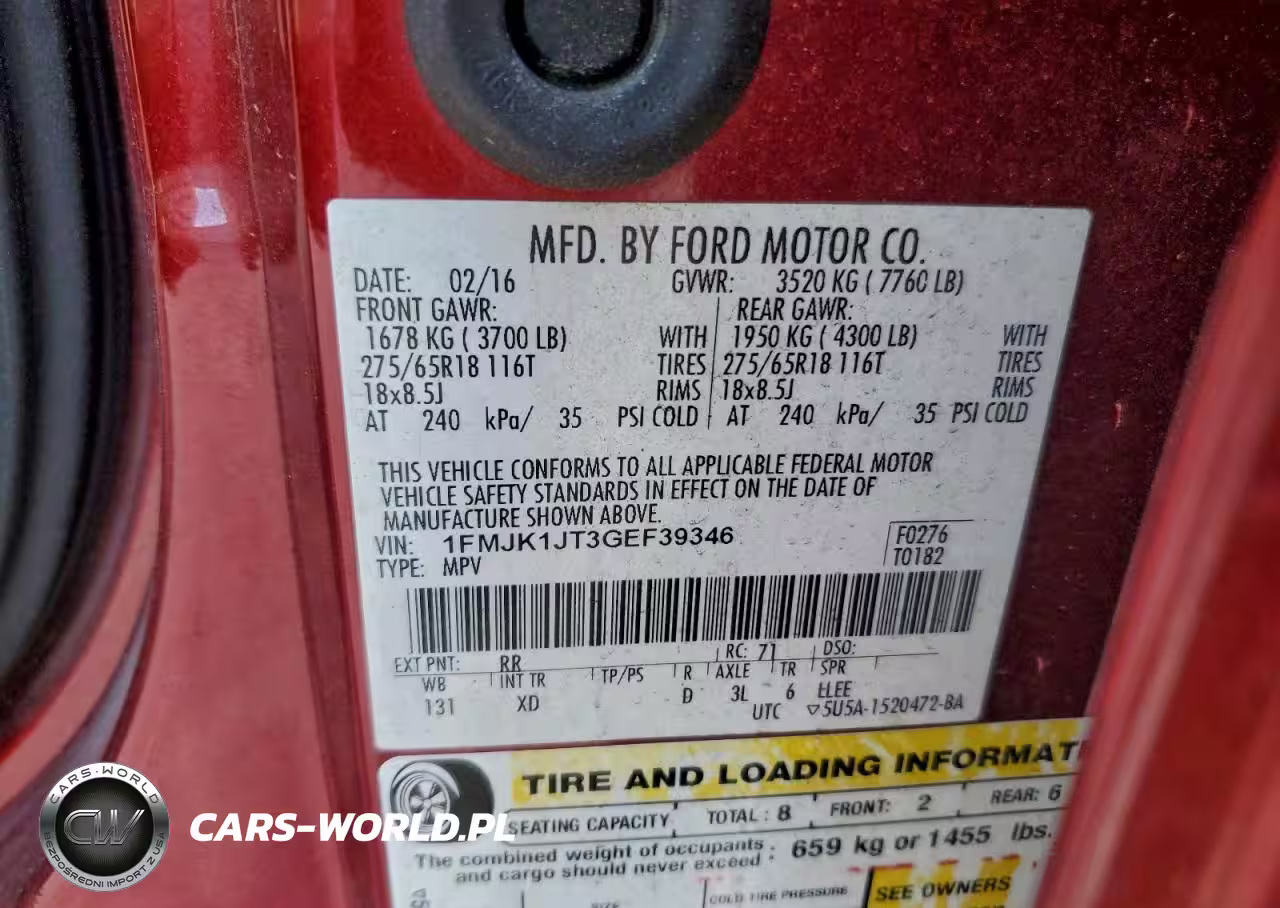 MFD. BY FORD MOTOR CO.
DATE: 02/16 GVWR: 3520 KG ( 7760 LB)
FRONT GAWR: REAR GAWR:
1678 KG ( 3700 LB) WITH 1950 KG ( 4300 LB) WITH
275/65R18 116T TIRES 275/65R18 116T TIRES
18x8.5J RIMS 18x8.5J RIMS
AT 240 kPa/ 35 PSI COLD AT 240 kPa/ 35 PSI COLD
THIS VEHICLE CONFORMS TO ALL APPLICABLE FEDERAL MOTOR
VEHICLE SAFETY STANDARDS IN EFFECT ON THE DATE OF
MANUFACTURE SHOWN ABOVE.
VIN: 1FMJK1JT3GEF39346 F0276
TYPE: MPV T0182
EXT PNT: RR RC: 71 DSO:
WB INT TR TP/PS R AXLE TR SPR
131 XD D 3L 6 LLEE
UTC ▽5U5A-1520472-BA
TIRE AND LOADING INFORMAT
SEATING CAPACITY TOTAL : 8 FRONT: 2 REAR: 6
The combined weight of occupants : 659 kg or 1455 lbs.
and cargo should never exceed :
SIZE COLD TIRE PRESSURE SEE OWNERS
CARS-WORLD
CW
BEZPOŚREDNI IMPORT Z USA
CARS-WORLD.PL